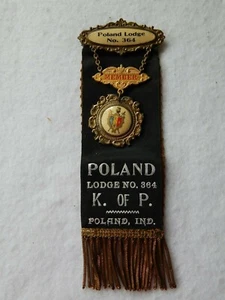 Poland Lodge
No. 364
MEMBER
POLAND
LODGE NO. 364
K. OF P.
POLAND, IND.